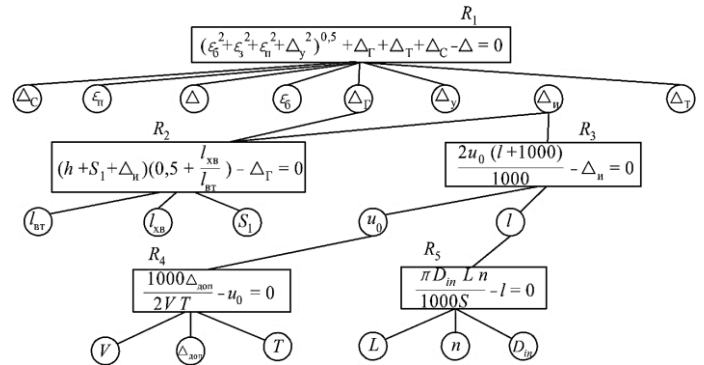 R₁
(ε_б²+ε_з²+ε_п²+Δ_у²)^0,5 +Δ_Г+Δ_Т+Δ_С−Δ = 0
Δ_С ε_п Δ ε_б Δ_Г Δ_у Δ_и Δ_Т
R₂ R₃
(h+S₁+Δ_и)(0,5 + l_хв/l_вт) − Δ_Г = 0
2u₀ (l+1000)/1000 − Δ_и = 0
l_вт l_хв S₁ u₀ l
R₄ R₅
1000Δ_доп/2VT − u₀ = 0
πD_in L n/1000S − l = 0
V Δ_доп T L n D_in